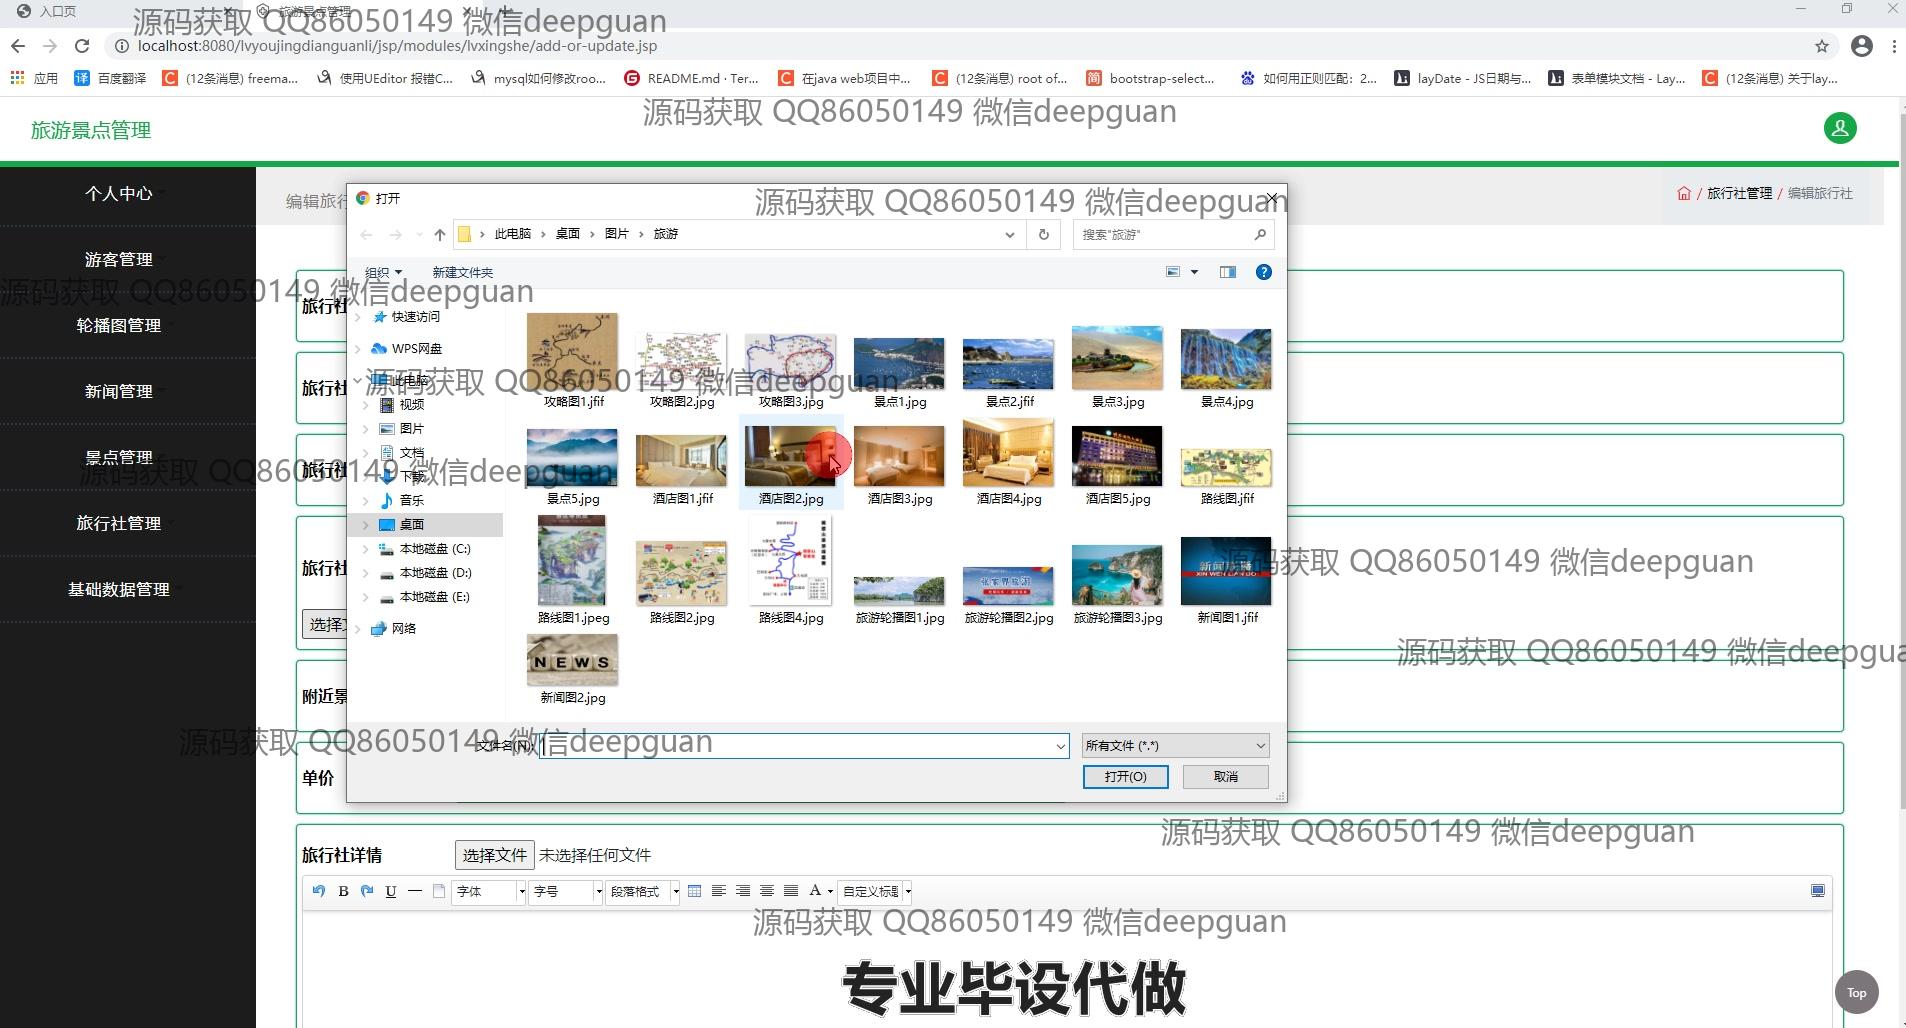 入口页
旅游景点管理
源码获取 QQ86050149 微信deepguan
localhost:8080/lvyoujingdianguanli/jsp/modules/lvxingshe/add-or-update.jsp
应用 百度翻译 (12条消息) freema... 使用UEditor 报错C... mysql如何修改roo... README.md · Ter... 在java web项目中... (12条消息) root of... bootstrap-select... 如何用正则匹配：2... layDate - JS日期与... 表单模块文档 - Lay... (12条消息) 关于lay...
源码获取 QQ86050149 微信deepguan
旅游景点管理
个人中心
游客管理
轮播图管理
新闻管理
景点管理
旅行社管理
基础数据管理
编辑旅行
/ 旅行社管理 / 编辑旅行社
打开
源码获取 QQ86050149 微信deepguan
此电脑 桌面 图片 旅游
搜索"旅游"
组织 新建文件夹
源码获取 QQ86050149 微信deepguan
快速访问
WPS网盘
此电脑
视频
图片
文档
下载
音乐
桌面
本地磁盘 (C:)
本地磁盘 (D:)
本地磁盘 (E:)
网络
攻略图1.jfif 攻略图2.jpg 攻略图3.jpg 景点1.jpg 景点2.jfif 景点3.jpg 景点4.jpg
源码获取 QQ86050149 微信deepguan
景点5.jpg 酒店图1.jfif 酒店图2.jpg 酒店图3.jpg 酒店图4.jpg 酒店图5.jpg 路线图.jfif
源码获取 QQ86050149 微信deepguan
路线图1.jpeg 路线图2.jpg 路线图4.jpg 旅游轮播图1.jpg 旅游轮播图2.jpg 旅游轮播图3.jpg 新闻图1.jfif
源码获取 QQ86050149 微信deepguan
NEWS
新闻图2.jpg
源码获取 QQ86050149 微信deepgua
文件名(N):
所有文件 (*.*)
打开(O) 取消
源码获取 QQ86050149 微信deepguan
旅行社
旅行社
旅行社
旅行社
选择文
附近景
单价
源码获取 QQ86050149 微信deepguan
旅行社详情 选择文件 未选择任何文件
B U 字体 字号 段落格式 A 自定义标题
源码获取 QQ86050149 微信deepguan
专业毕设代做
Top